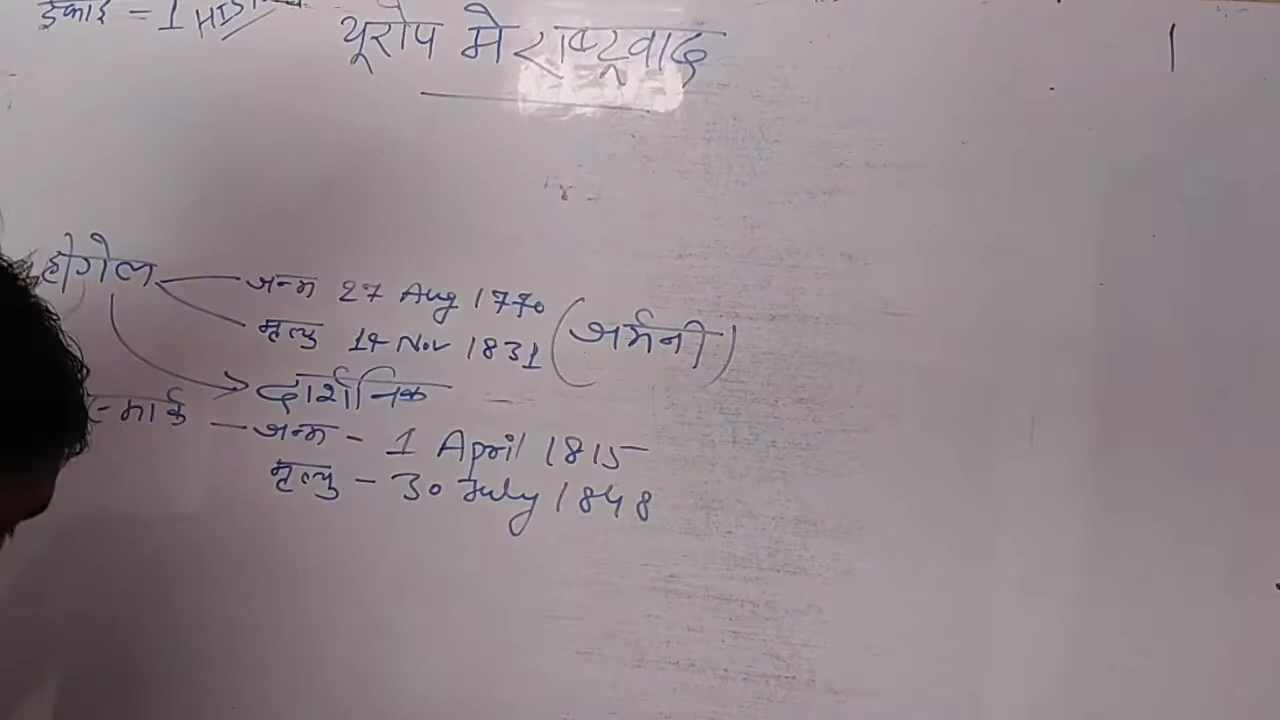 इकाई = 1 HIST
यूरोप मे राष्ट्रवाद
हीगेल
जन्म 27 Aug 1770
मृत्यु 14 Nov 1831
(जर्मनी)
दार्शनिक
मार्क - जन्म - 1 April 1815
मृत्यु - 30 July 1848